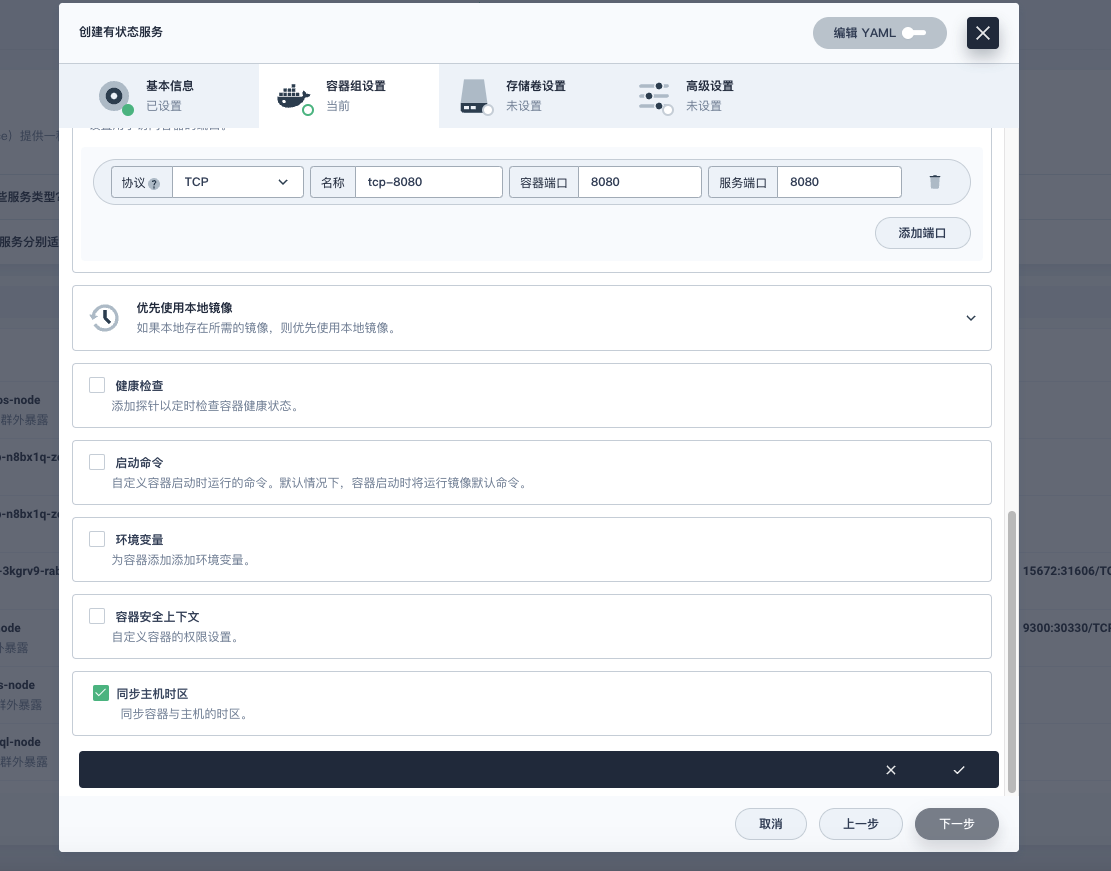 创建有状态服务
编辑 YAML
基本信息
已设置
容器组设置
当前
存储卷设置
未设置
高级设置
未设置
e）提供一
些服务类型?
服务分别适
协议 ?
TCP
名称
tcp-8080
容器端口
8080
服务端口
8080
添加端口
优先使用本地镜像
如果本地存在所需的镜像，则优先使用本地镜像。
健康检查
添加探针以定时检查容器健康状态。
启动命令
自定义容器启动时运行的命令。默认情况下，容器启动时将运行镜像默认命令。
环境变量
为容器添加添加环境变量。
容器安全上下文
自定义容器的权限设置。
同步主机时区
同步容器与主机的时区。
os-node
群外暴露
-n8bx1q-z
-n8bx1q-z
-3kgrv9-rab
15672:31606/TC
ode
外暴露
9300:30330/TCP
s-node
群外暴露
ql-node
群外暴露
取消
上一步
下一步